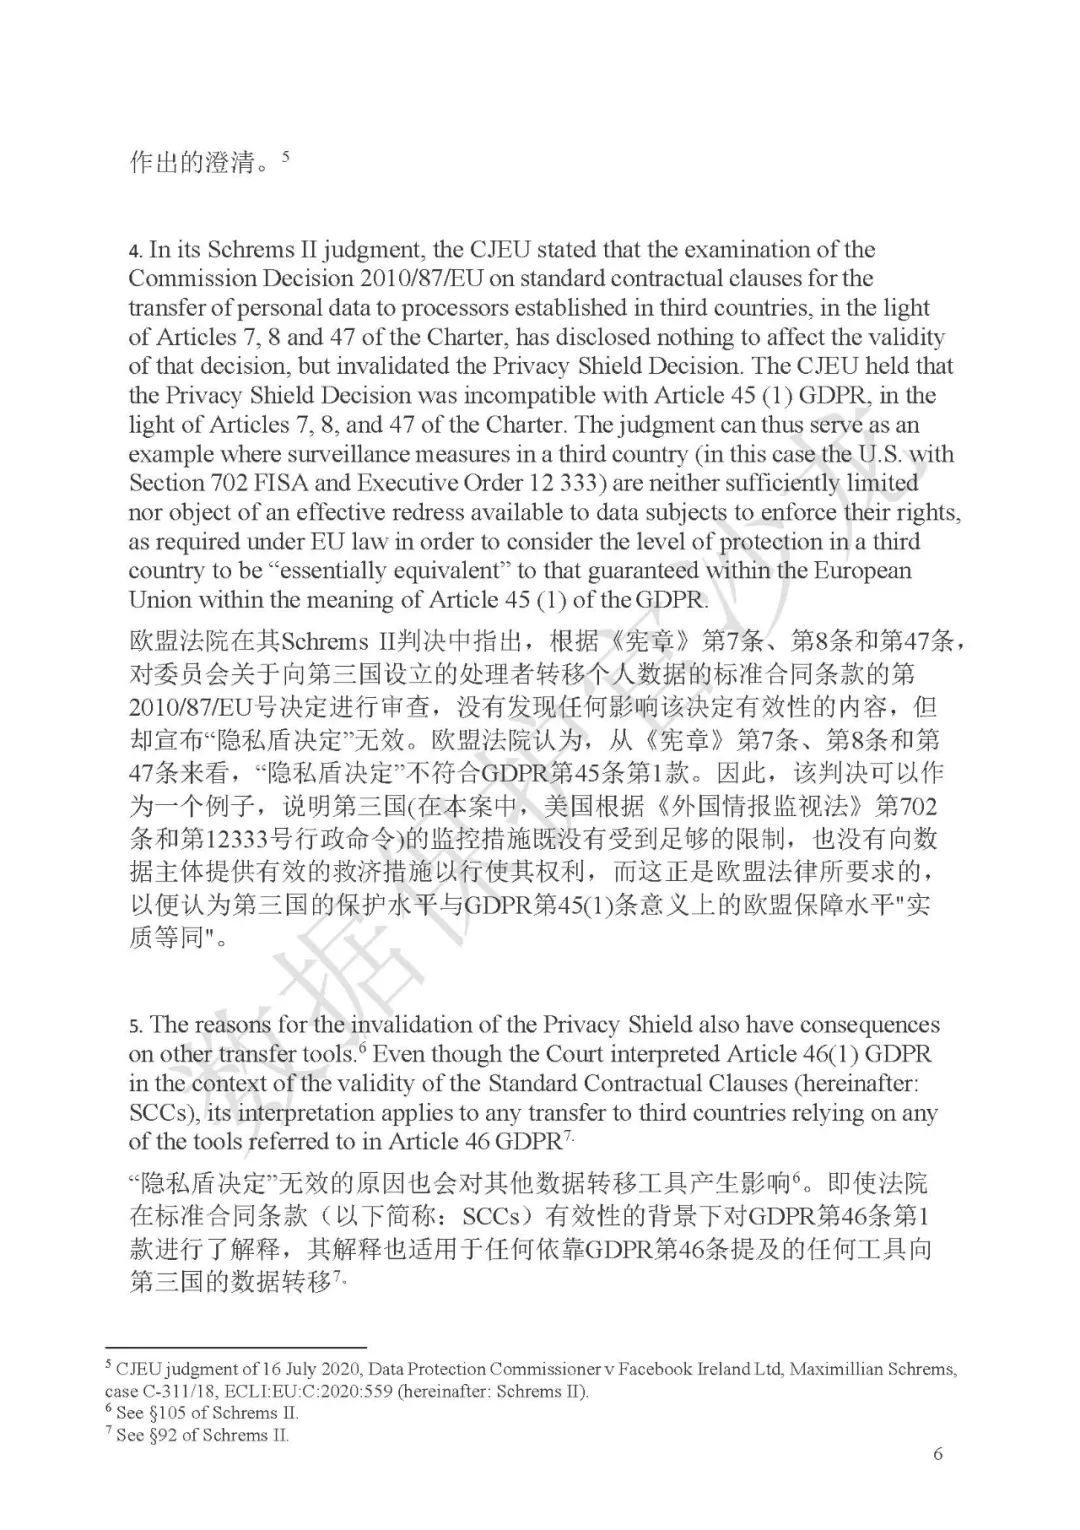 作出的澄清。⁵
4. In its Schrems II judgment, the CJEU stated that the examination of the
Commission Decision 2010/87/EU on standard contractual clauses for the
transfer of personal data to processors established in third countries, in the light
of Articles 7, 8 and 47 of the Charter, has disclosed nothing to affect the validity
of that decision, but invalidated the Privacy Shield Decision. The CJEU held that
the Privacy Shield Decision was incompatible with Article 45 (1) GDPR, in the
light of Articles 7, 8, and 47 of the Charter. The judgment can thus serve as an
example where surveillance measures in a third country (in this case the U.S. with
Section 702 FISA and Executive Order 12 333) are neither sufficiently limited
nor object of an effective redress available to data subjects to enforce their rights,
as required under EU law in order to consider the level of protection in a third
country to be “essentially equivalent” to that guaranteed within the European
Union within the meaning of Article 45 (1) of the GDPR.
欧盟法院在其Schrems II判决中指出，根据《宪章》第7条、第8条和第47条，
对委员会关于向第三国设立的处理者转移个人数据的标准合同条款的第
2010/87/EU号决定进行审查，没有发现任何影响该决定有效性的内容，但
却宣布“隐私盾决定”无效。欧盟法院认为，从《宪章》第7条、第8条和第
47条来看，“隐私盾决定”不符合GDPR第45条第1款。因此，该判决可以作
为一个例子，说明第三国(在本案中，美国根据《外国情报监视法》第702
条和第12333号行政命令)的监控措施既没有受到足够的限制，也没有向数
据主体提供有效的救济措施以行使其权利，而这正是欧盟法律所要求的，
以便认为第三国的保护水平与GDPR第45(1)条意义上的欧盟保障水平"实
质等同"。
5. The reasons for the invalidation of the Privacy Shield also have consequences
on other transfer tools.⁶ Even though the Court interpreted Article 46(1) GDPR
in the context of the validity of the Standard Contractual Clauses (hereinafter:
SCCs), its interpretation applies to any transfer to third countries relying on any
of the tools referred to in Article 46 GDPR⁷.
“隐私盾决定”无效的原因也会对其他数据转移工具产生影响⁶。即使法院
在标准合同条款（以下简称：SCCs）有效性的背景下对GDPR第46条第1
款进行了解释，其解释也适用于任何依靠GDPR第46条提及的任何工具向
第三国的数据转移⁷。
⁵ CJEU judgment of 16 July 2020, Data Protection Commissioner v Facebook Ireland Ltd, Maximillian Schrems,
case C-311/18, ECLI:EU:C:2020:559 (hereinafter: Schrems II).
⁶ See §105 of Schrems II.
⁷ See §92 of Schrems II.
6
数据保护官沙龙